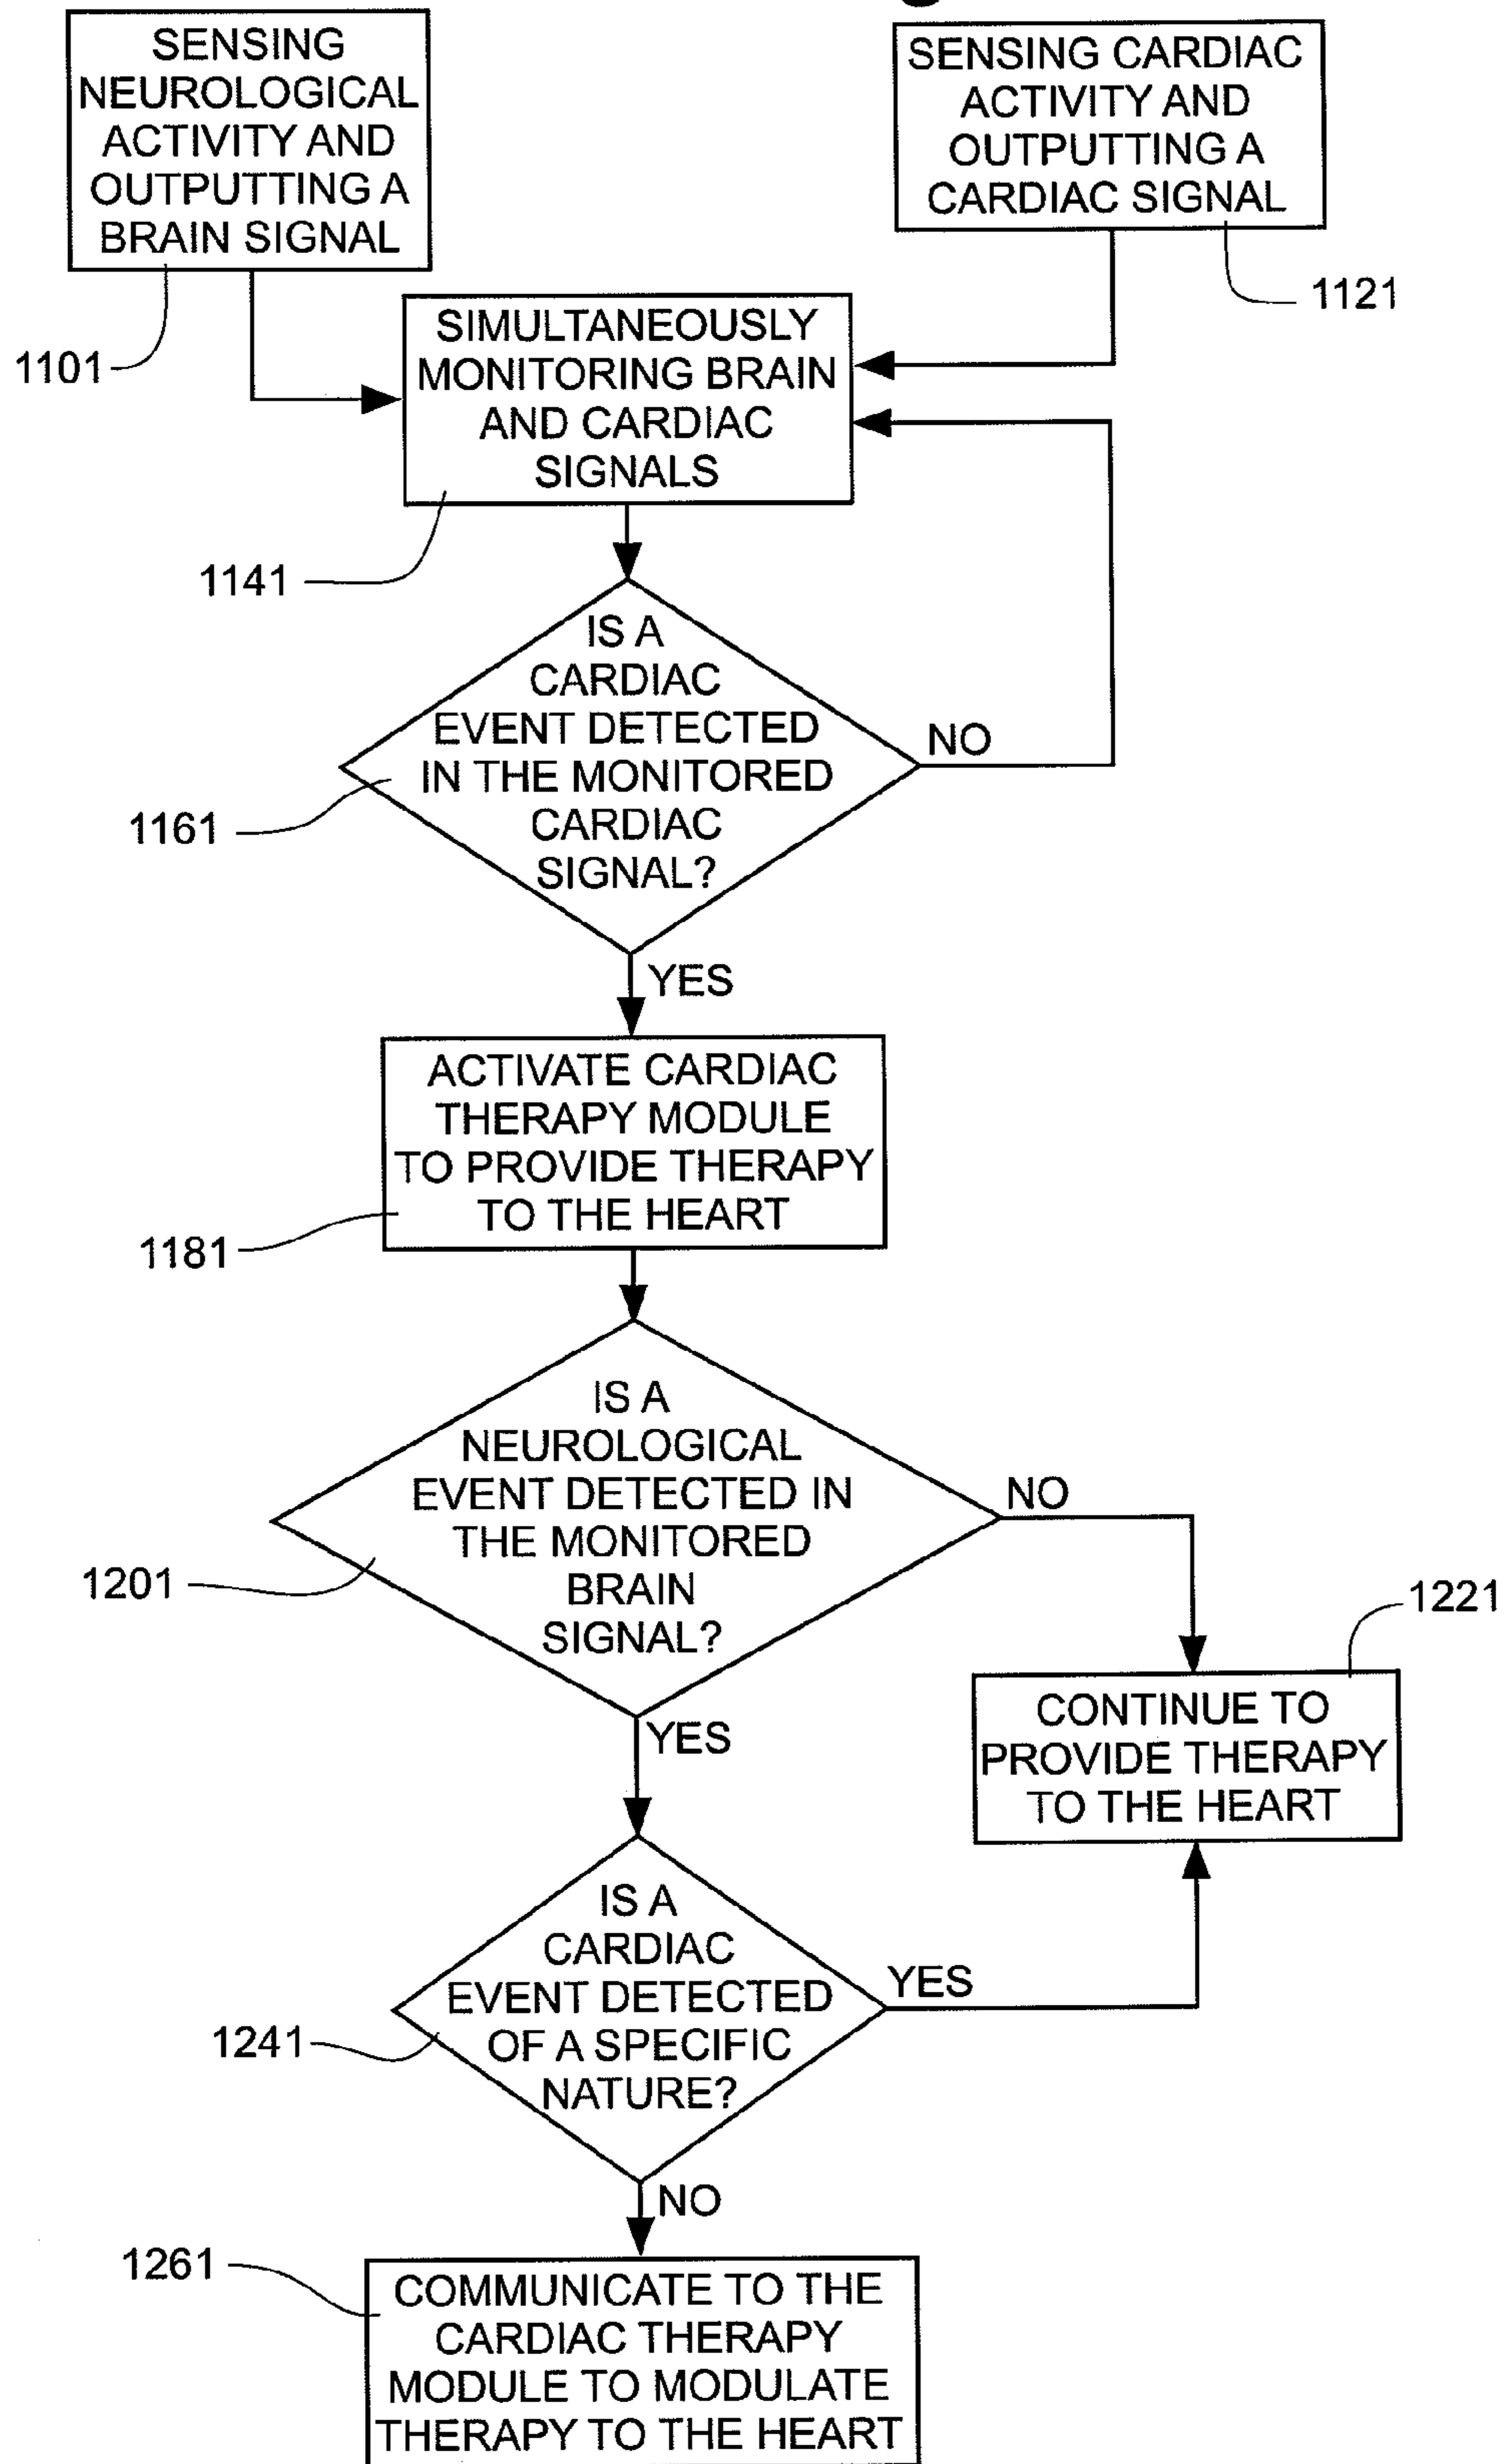 SENSING
NEUROLOGICAL
ACTIVITY AND
OUTPUTTING A
BRAIN SIGNAL
1101
SENSING CARDIAC
ACTIVITY AND
OUTPUTTING A
CARDIAC SIGNAL
1121
SIMULTANEOUSLY
MONITORING BRAIN
AND CARDIAC
SIGNALS
1141
IS A
CARDIAC
EVENT DETECTED
IN THE MONITORED
CARDIAC
SIGNAL?
NO
1161
YES
ACTIVATE CARDIAC
THERAPY MODULE
TO PROVIDE THERAPY
TO THE HEART
1181
IS A
NEUROLOGICAL
EVENT DETECTED IN
THE MONITORED
BRAIN
SIGNAL?
NO
1201
1221
YES
CONTINUE TO
PROVIDE THERAPY
TO THE HEART
IS A
CARDIAC
EVENT DETECTED
OF A SPECIFIC
NATURE?
YES
1241
NO
1261
COMMUNICATE TO THE
CARDIAC THERAPY
MODULE TO MODULATE
THERAPY TO THE HEART